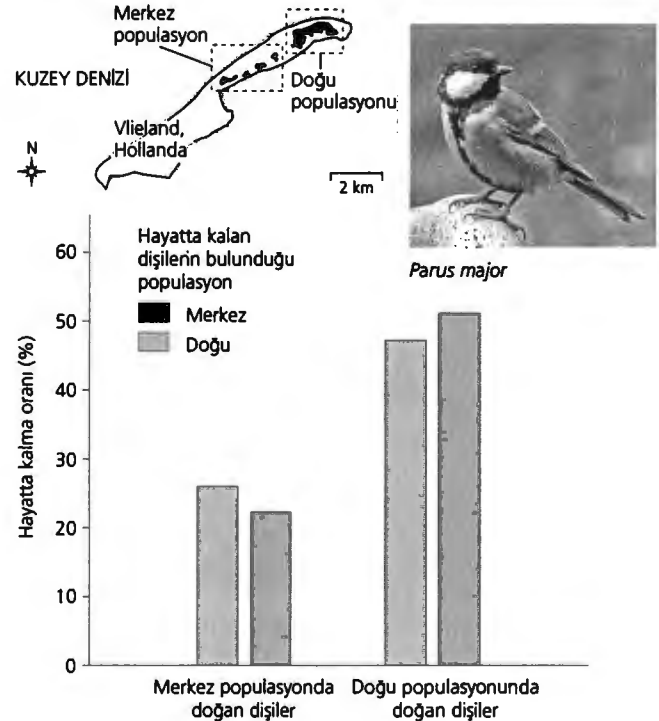 Merkez
populasyon
KUZEY DENİZİ
Doğu
populasyonu
Vlieland,
Hollanda
N
2 km
Parus major
Hayatta kalan
dişilerin bulunduğu
populasyon
Merkez
Doğu
Hayatta kalma oranı (%)
60
50
40
30
20
10
0
Merkez populasyonda
doğan dişiler
Doğu populasyonunda
doğan dişiler